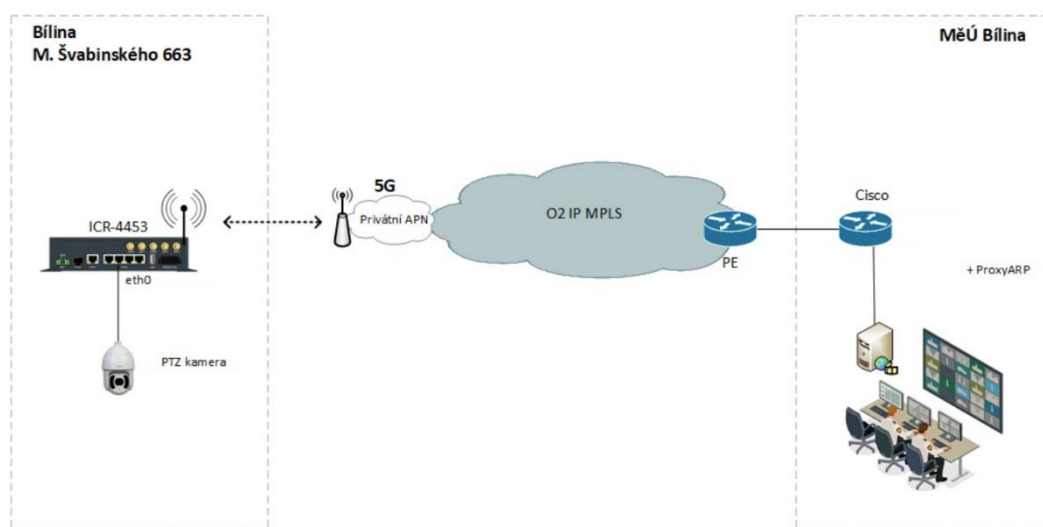 Bílina
M. Švabinského 663
MěÚ Bílina
5G
Privátní APN
O2 IP MPLS
Cisco
ICR-4453
PE
+ ProxyARP
eth0
PTZ kamera